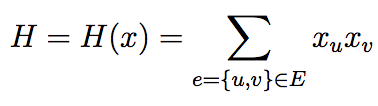 H = H(x) = ∑_{e={u,v}∈E} x_u x_v